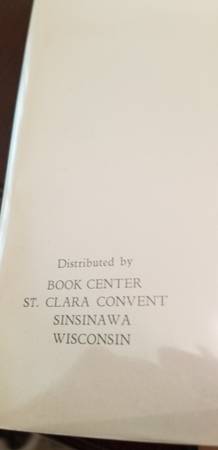 Distributed by
BOOK CENTER
ST. CLARA CONVENT
SINSINAWA
WISCONSIN